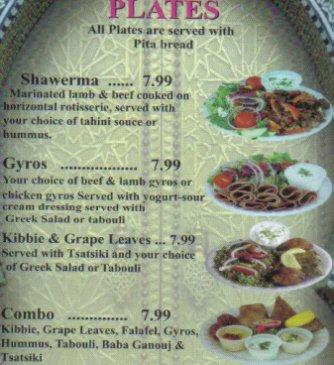 PLATES
All Plates are served with
Pita bread
Shawerma ...... 7.99
Marinated lamb & beef cooked on
horizontal rotisserie, served with
your choice of tahini souce or
hummus.
Gyros ................. 7.99
Your choice of beef & lamb gyros or
chicken gyros Served with yogurt-sour
cream dressing served with
Greek Salad or tabouli
Kibbie & Grape Leaves ... 7.99
Served with Tsatsiki and your choice
of Greek Salad or Tabouli
Combo .............. 7.99
Kibbie, Grape Leaves, Falafel, Gyros,
Hummus, Tabouli, Baba Ganouj &
Tsatsiki